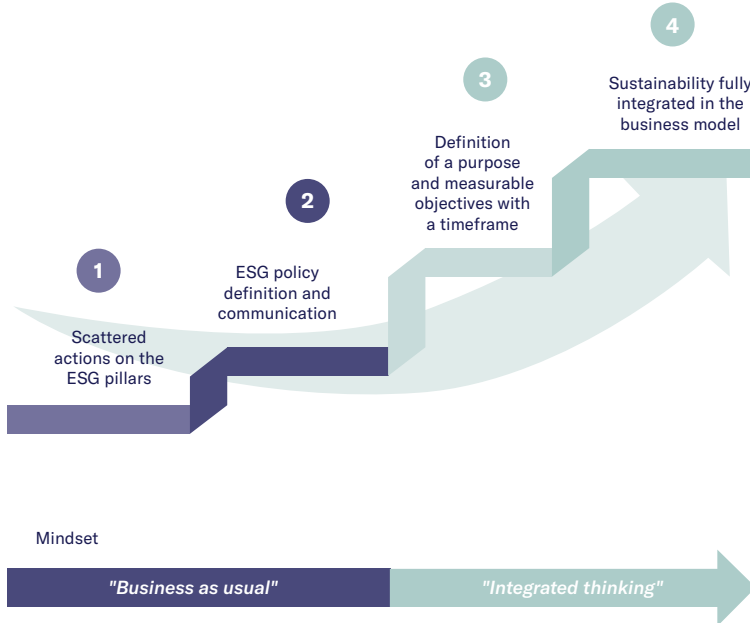 1
Scattered
actions on the
ESG pillars
2
ESG policy
definition and
communication
3
Definition
of a purpose
and measurable
objectives with
a timeframe
4
Sustainability fully
integrated in the
business model
Mindset
"Business as usual"
"Integrated thinking"